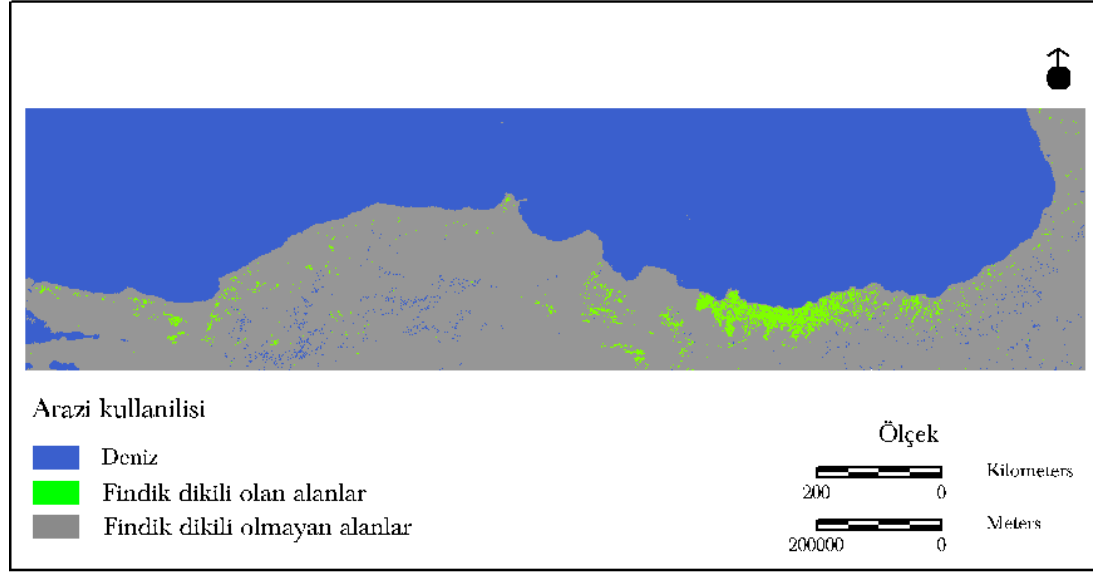 Arazi kullanilisi
Deniz
Findik dikili olan alanlar
Findik dikili olmayan alanlar
Ölçek
Kilometers
200 0
Meters
200000 0